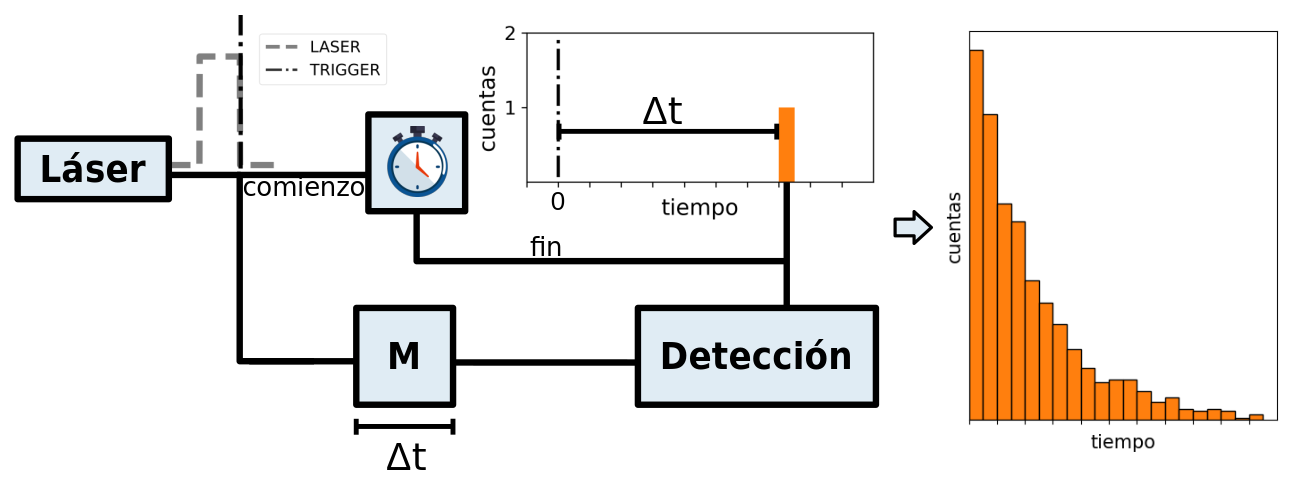 LASER
TRIGGER
Láser
comienzo
2
1
cuentas
Δt
0
tiempo
fin
M
Δt
Detección
cuentas
tiempo